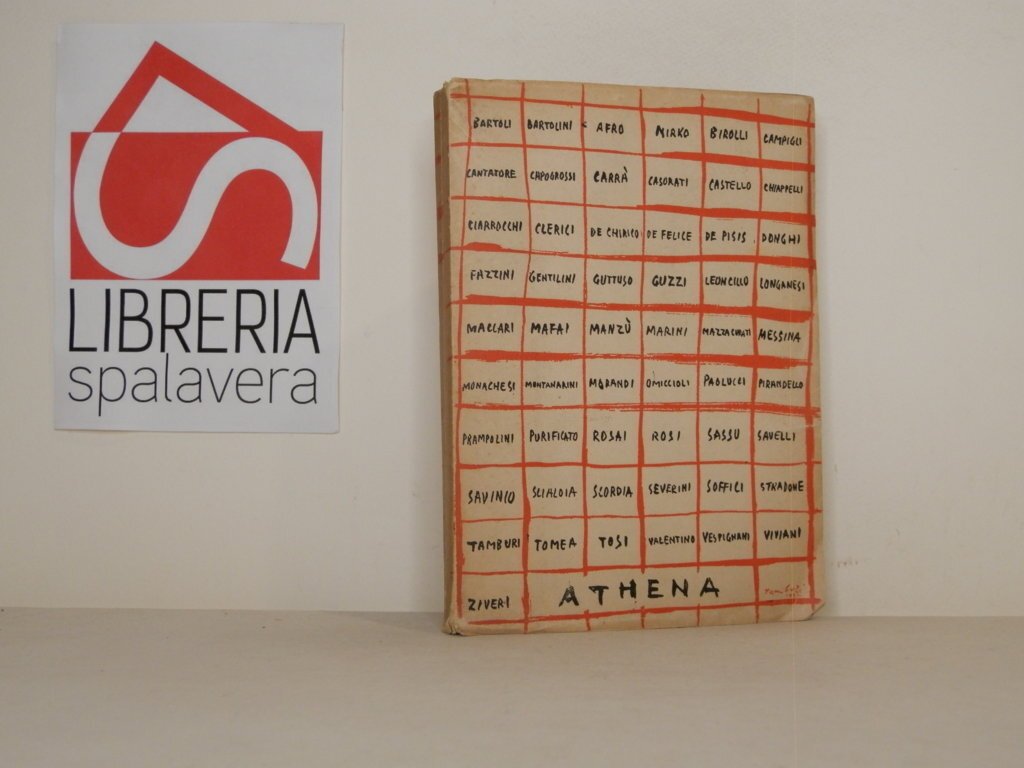 LIBRERIA
spalavera
BARTOLI BARTOLINI AFRO MIRKO BIROLLI CAMPIGLI
CANTATORE CAPOGROSSI CARRÀ CASORATI CASTELLO CHIAPPELLI
CIARROCCHI CLERICI DE CHIRICO DE FELICE DE PISIS DONGHI
FAZZINI GENTILINI GUTTUSO GUZZI LEONCILLO LONGANESI
MACCARI MAFAI MANZÙ MARINI MAZZACURATI MESSINA
MONACHESI MONTANARINI MORANDI OMICCIOLI PAOLUCCI PIRANDELLO
PRAMPOLINI PURIFICATO ROSAI ROSI SASSU SAVELLI
SAVINIO SCIALOIA SCORDIA SEVERINI SOFFICI STRADONE
TAMBURI TOMEA TOSI VALENTINO VESPIGNANI VIVIANI
ZIVERI ATHENA